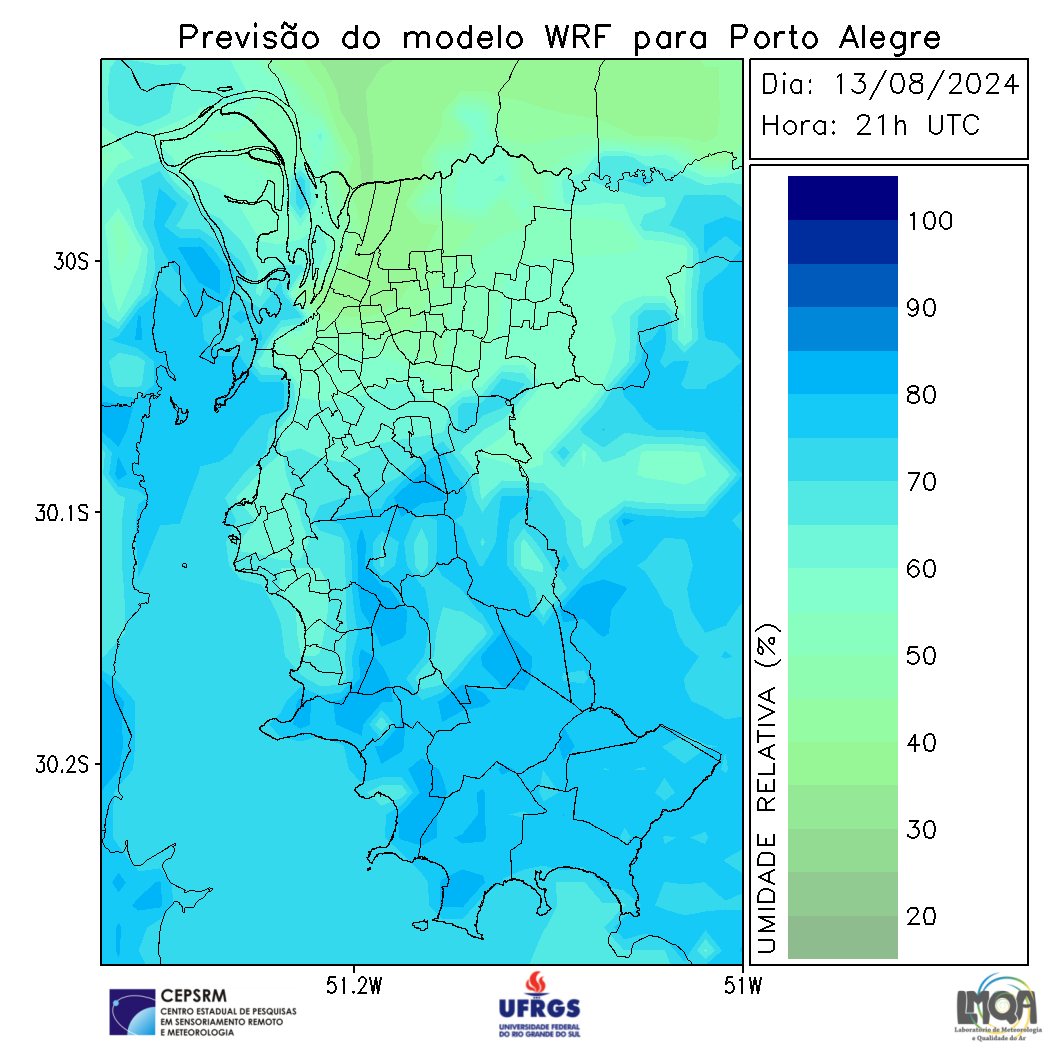 Previsão do modelo WRF para Porto Alegre
Dia: 13/08/2024
Hora: 21h UTC
30S
30.1S
30.2S
51.2W
51W
UMIDADE RELATIVA (%)
100
90
80
70
60
50
40
30
20
CEPSRM
CENTRO ESTADUAL DE PESQUISAS
EM SENSORIAMENTO REMOTO
E METEOROLOGIA
UFRGS
UNIVERSIDADE FEDERAL
DO RIO GRANDE DO SUL
LMQA
Laboratório de Meteorologia
e Qualidade do Ar